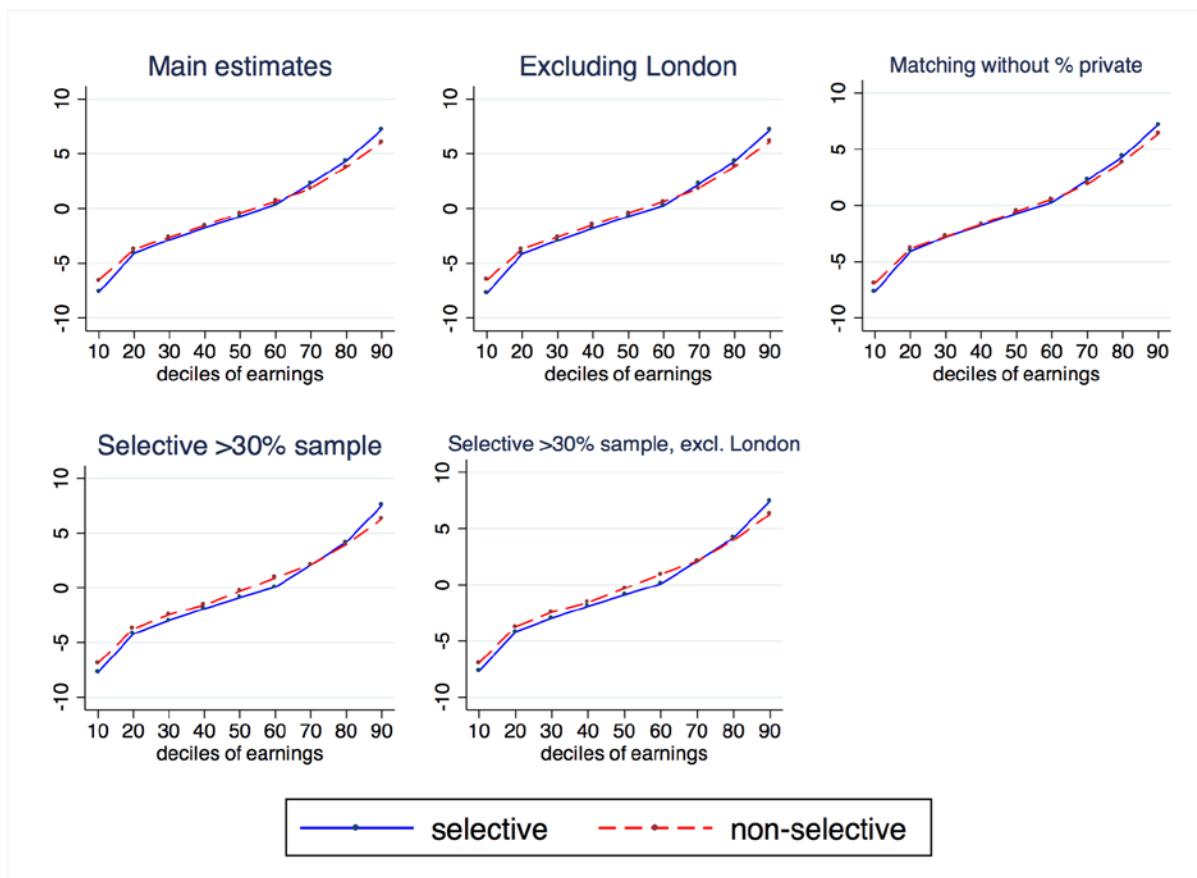 Main estimates
10
5
0
-5
-10
10 20 30 40 50 60 70 80 90
deciles of earnings
Excluding London
10
5
0
-5
-10
10 20 30 40 50 60 70 80 90
deciles of earnings
Matching without % private
10
5
0
-5
-10
10 20 30 40 50 60 70 80 90
deciles of earnings
Selective >30% sample
10
5
0
-5
-10
10 20 30 40 50 60 70 80 90
deciles of earnings
Selective >30% sample, excl. London
10
5
0
-5
-10
10 20 30 40 50 60 70 80 90
deciles of earnings
selective non-selective